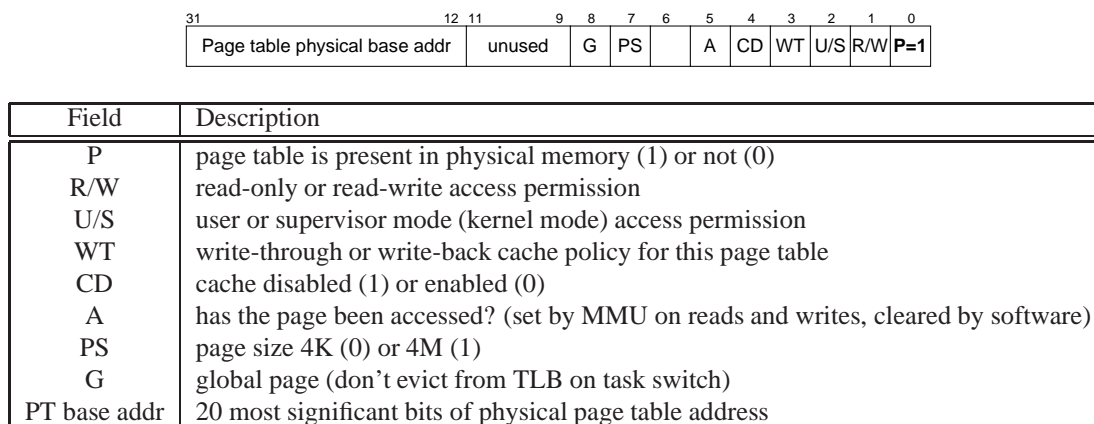 31 12 11 9 8 7 6 5 4 3 2 1 0
Page table physical base addr unused G PS A CD WT U/S R/W P=1
Field Description
P page table is present in physical memory (1) or not (0)
R/W read-only or read-write access permission
U/S user or supervisor mode (kernel mode) access permission
WT write-through or write-back cache policy for this page table
CD cache disabled (1) or enabled (0)
A has the page been accessed? (set by MMU on reads and writes, cleared by software)
PS page size 4K (0) or 4M (1)
G global page (don't evict from TLB on task switch)
PT base addr 20 most significant bits of physical page table address